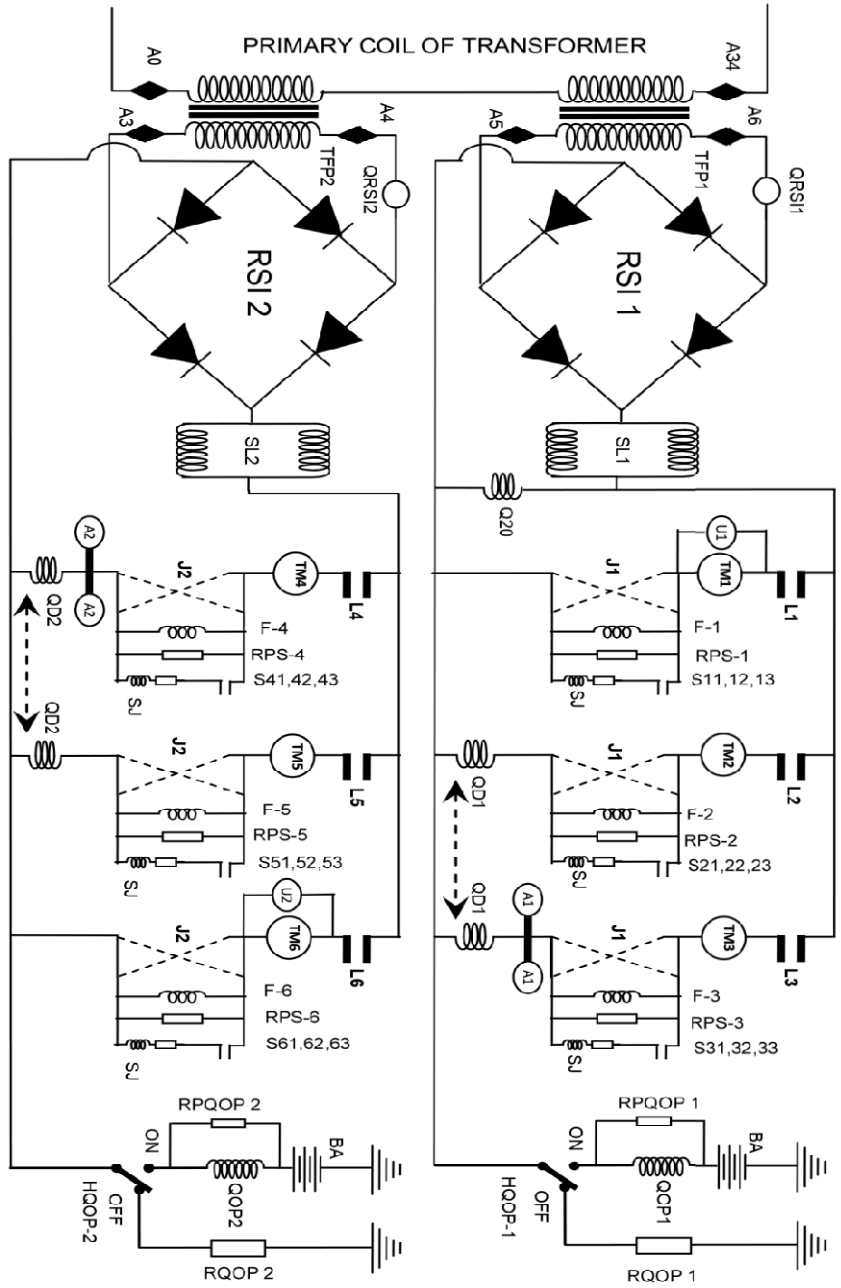 PRIMARY COIL OF TRANSFORMER
A0
A34
A3
A4
A5
A6
TFP2
TFP1
QRSI2
QRSI1
RSI 2
RSI 1
SL2
SL1
Q20
A2
A2
QD2
J2
TM4
L4
F-4
RPS-4
S41,42,43
SJ
U1
J1
TM1
L1
F-1
RPS-1
S11,12,13
QD2
J2
TM5
L5
F-5
RPS-5
S51,52,53
SJ
QD1
J1
TM2
L2
F-2
RPS-2
S21,22,23
SJ
U2
J2
TM6
L6
F-6
RPS-6
S61,62,63
SJ
QD1
A1
A1
J1
TM3
L3
F-3
RPS-3
S31,32,33
SJ
RPQOP 2
ON
BA
QOP2
OFF
HQOP-2
RQOP 2
RPQOP 1
ON
BA
QCP1
OFF
HQOP-1
RQOP 1